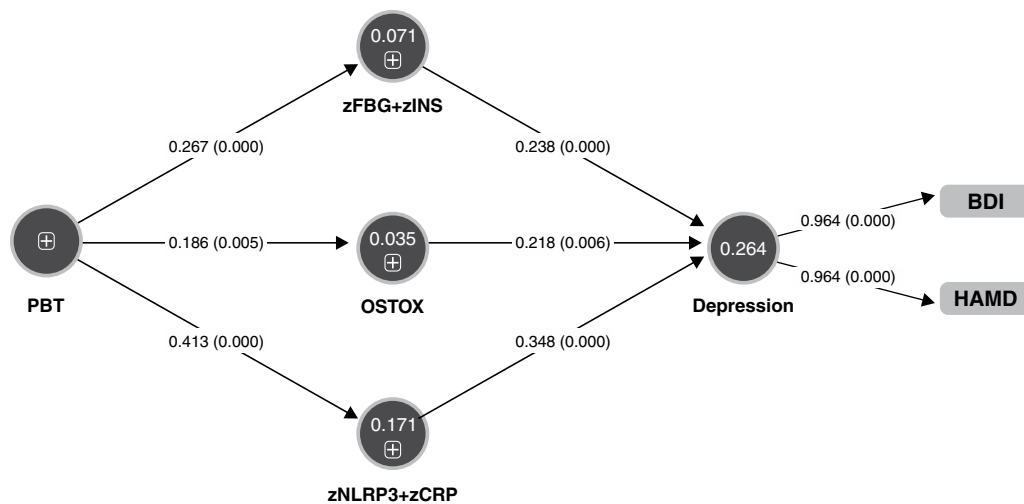 0.071
zFBG+zINS
0.267 (0.000)
0.238 (0.000)
BDI
0.964 (0.000)
0.186 (0.005)
0.035
0.218 (0.006)
0.264
0.964 (0.000)
PBT
OSTOX
Depression
HAMD
0.413 (0.000)
0.348 (0.000)
0.171
zNLRP3+zCRP